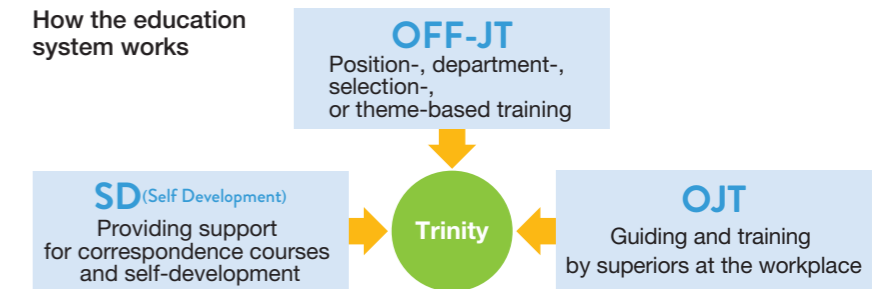 How the education
system works
OFF-JT
Position-, department-,
selection-,
or theme-based training
SD (Self Development)
Providing support
for correspondence courses
and self-development
Trinity
OJT
Guiding and training
by superiors at the workplace